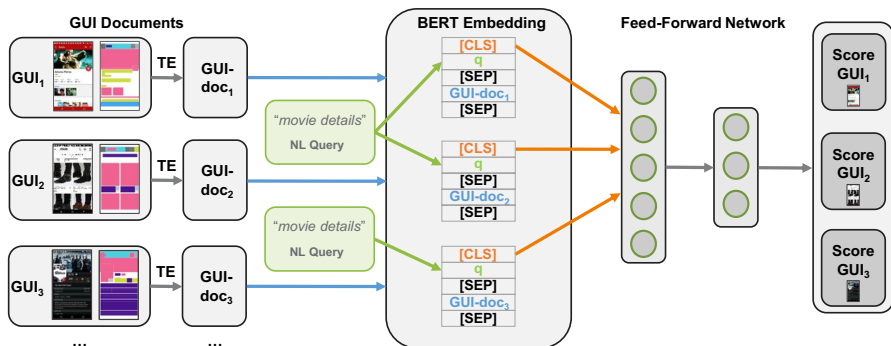 GUI Documents
BERT Embedding
Feed-Forward Network
GUI1
TE
GUI-
doc1
GUI2
TE
GUI-
doc2
GUI3
TE
GUI-
doc3
...
...
"movie details"
NL Query
"movie details"
NL Query
[CLS]
q
[SEP]
GUI-doc1
[SEP]
[CLS]
q
[SEP]
GUI-doc2
[SEP]
[CLS]
q
[SEP]
GUI-doc3
[SEP]
Score
GUI1
Score
GUI2
Score
GUI3